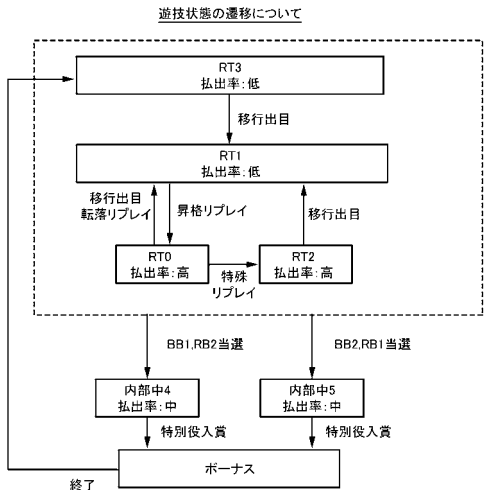 遊技状態の遷移について
RT3
払出率:低
移行出目
RT1
払出率:低
移行出目
転落リプレイ
昇格リプレイ
移行出目
RT0
払出率:高
特殊
リプレイ
RT2
払出率:高
BB1,RB2当選
BB2,RB1当選
内部中4
払出率:中
内部中5
払出率:中
特別役入賞
特別役入賞
ボーナス
終了